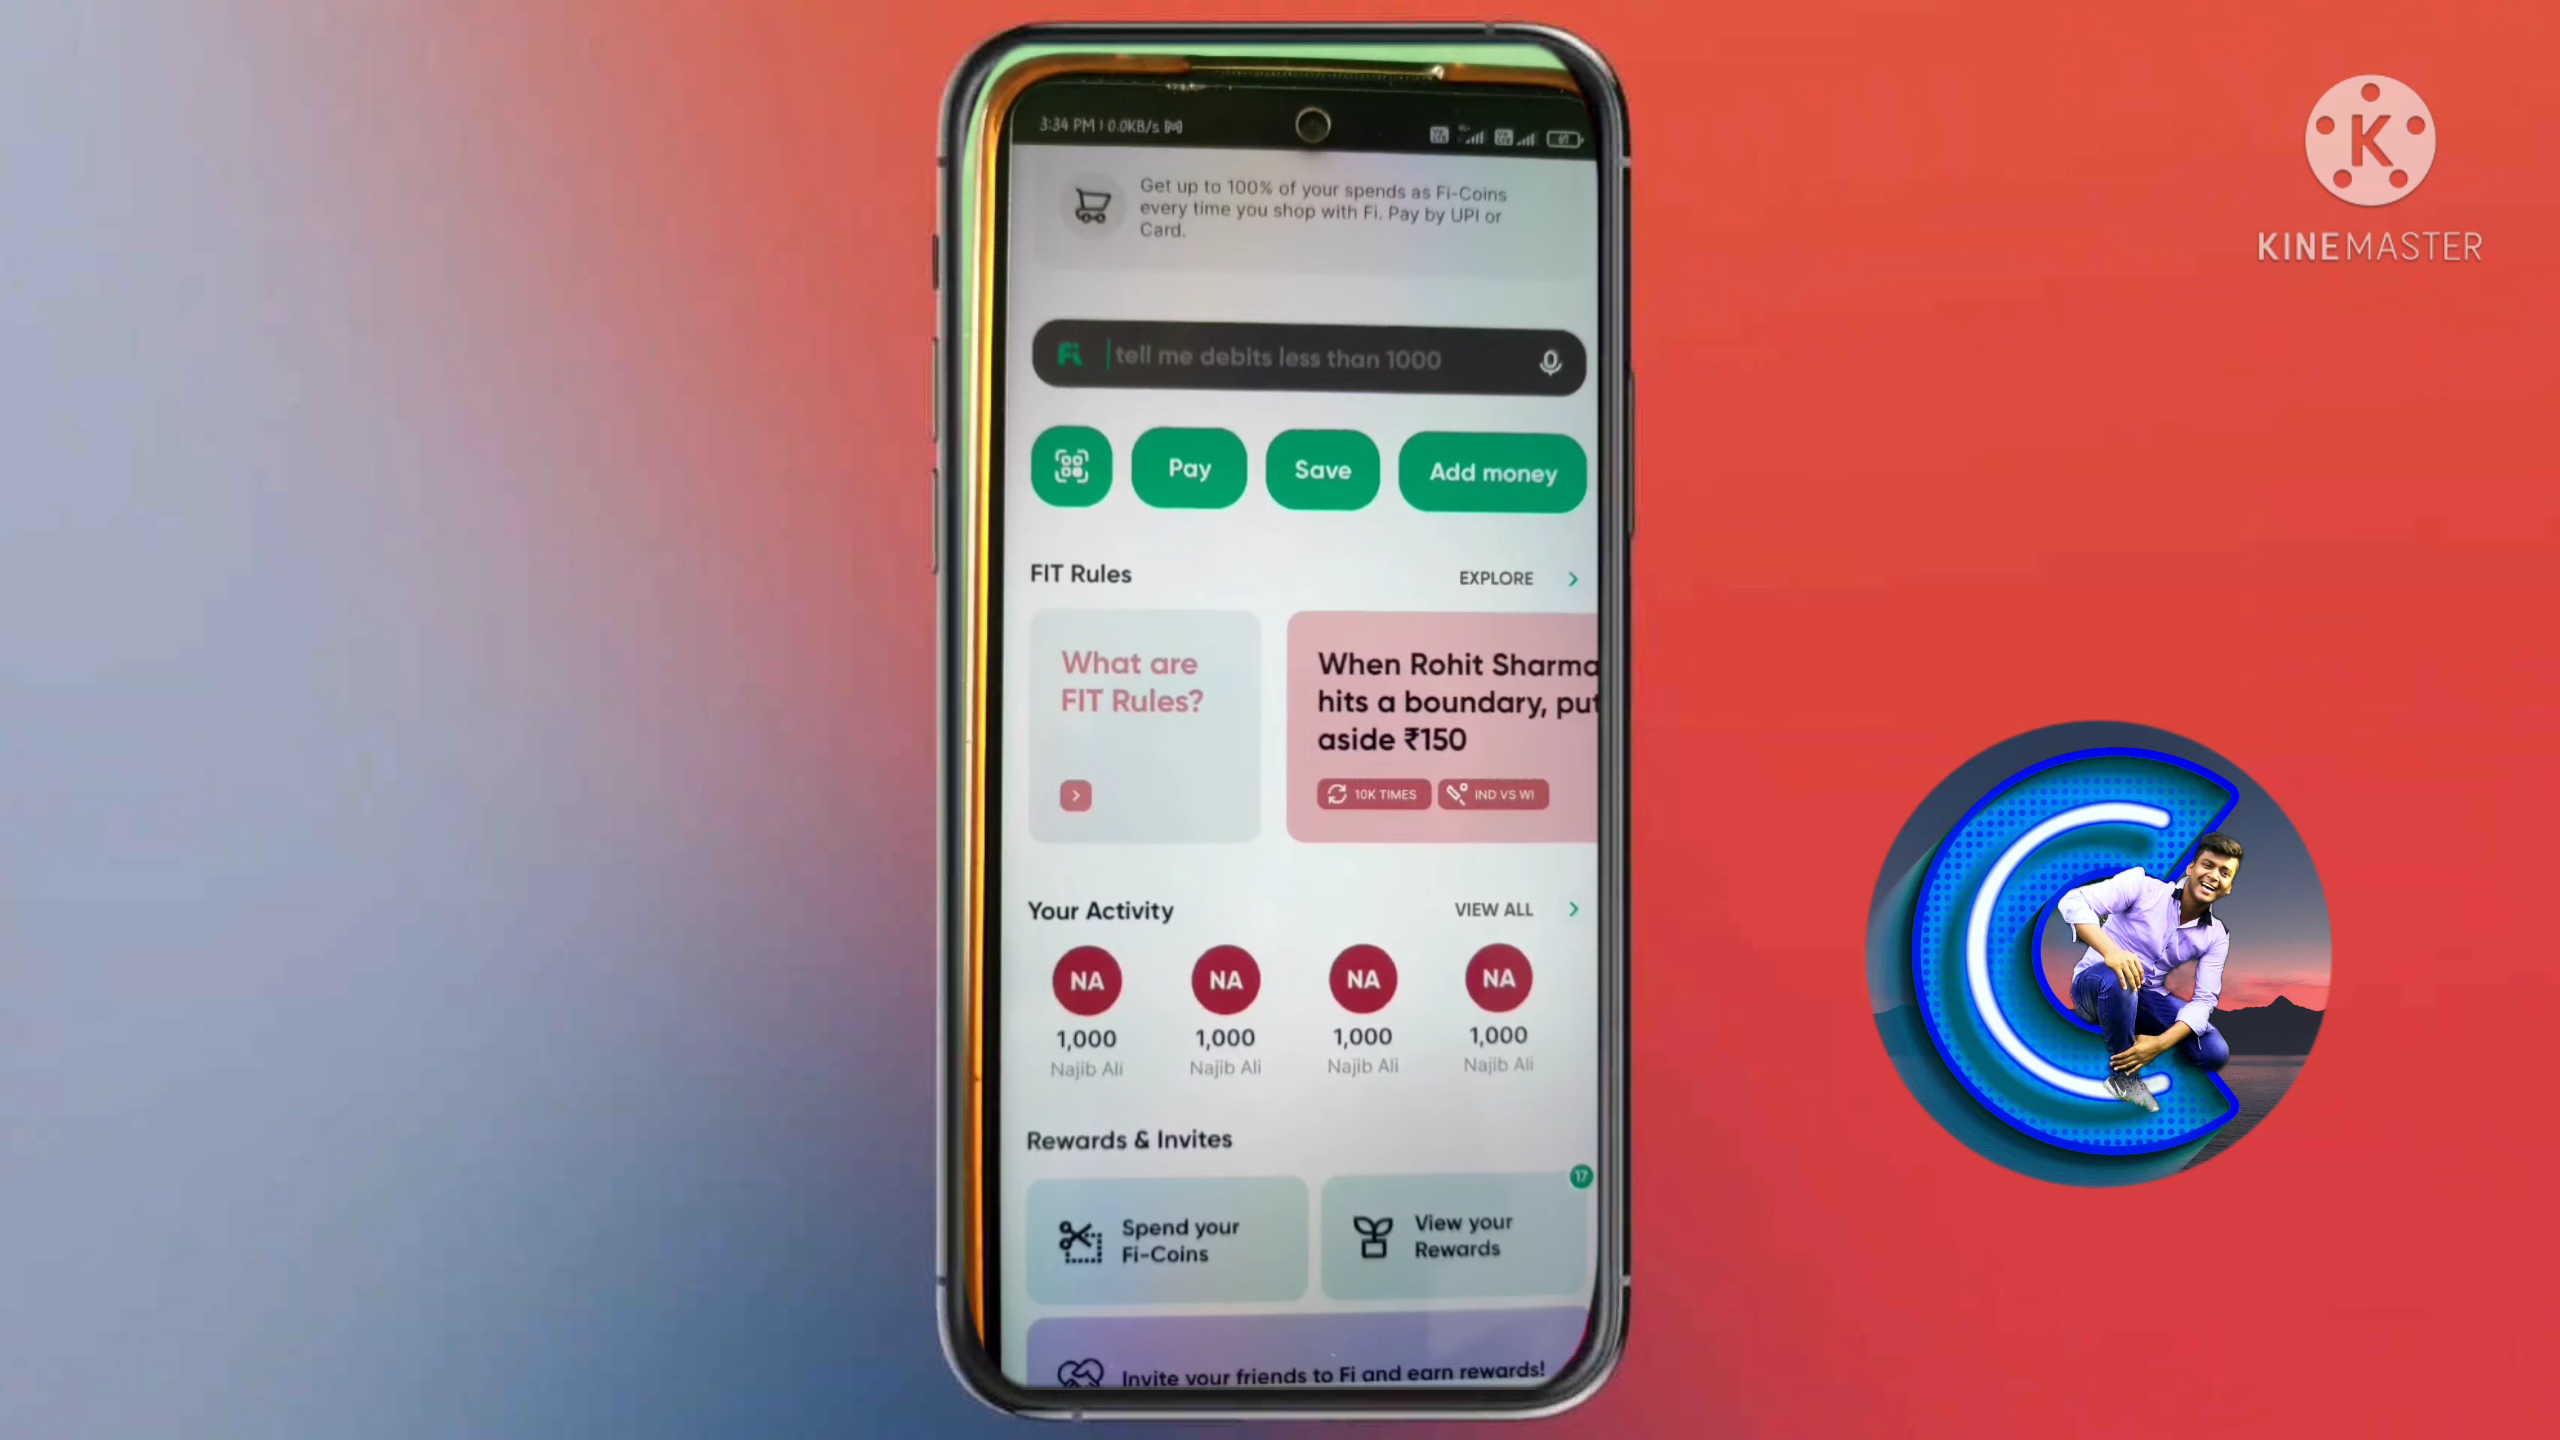 3:34 PM | 0.0KB/s
67
Get up to 100% of your spends as Fi-Coins
every time you shop with Fi. Pay by UPI or
Card.
Fi tell me debits less than 1000
Pay
Save
Add money
FIT Rules
EXPLORE
What are
FIT Rules?
When Rohit Sharma
hits a boundary, put
aside ₹150
10K TIMES
IND VS WI
Your Activity
VIEW ALL
NA NA NA NA
1,000 1,000 1,000 1,000
Najib Ali Najib Ali Najib Ali Najib Ali
Rewards & Invites
17
Spend your
Fi-Coins
View your
Rewards
Invite your friends to Fi and earn rewards!
K
KINEMASTER
C